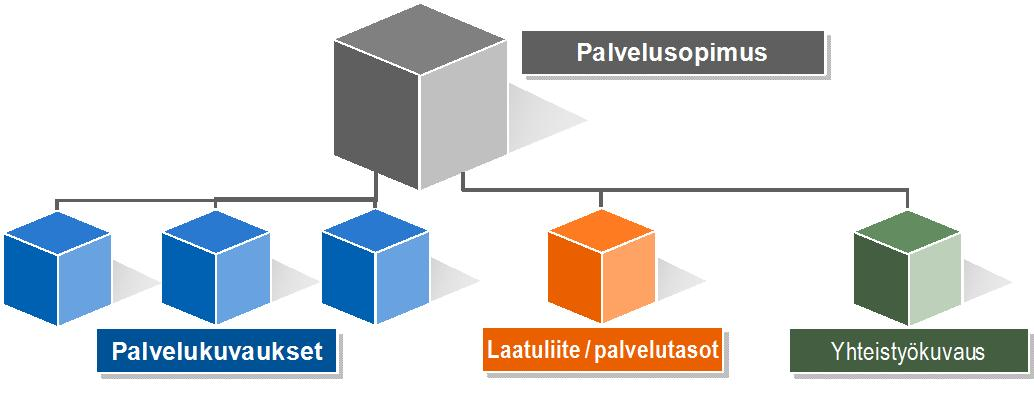 Palvelusopimus
Palvelukuvaukset
Laatuliite / palvelutasot
Yhteistyökuvaus